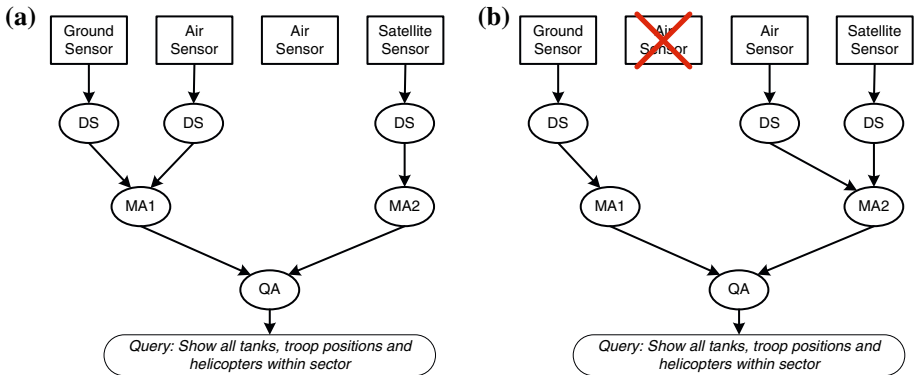 (a)
Ground
Sensor
Air
Sensor
Air
Sensor
Satellite
Sensor
DS
DS
DS
MA1
MA2
QA
Query: Show all tanks, troop positions and
helicopters within sector
(b)
Ground
Sensor
Air
Sensor
Air
Sensor
Satellite
Sensor
DS
DS
DS
MA1
MA2
QA
Query: Show all tanks, troop positions and
helicopters within sector